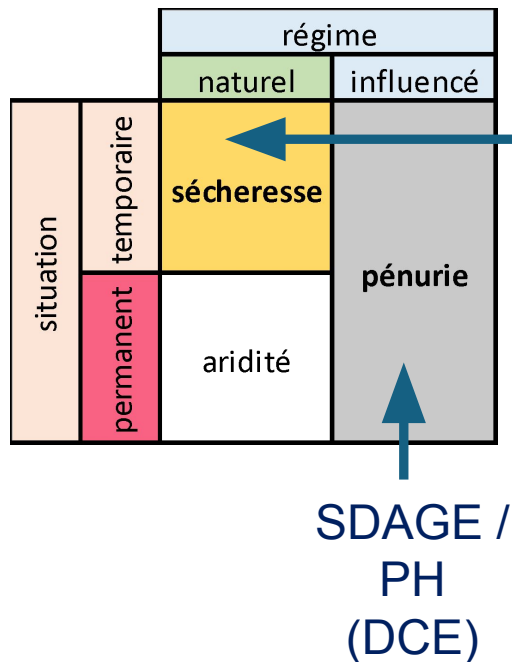 régime
naturel
influencé
situation
temporaire
sécheresse
pénurie
permanent
aridité
SDAGE /
PH
(DCE)